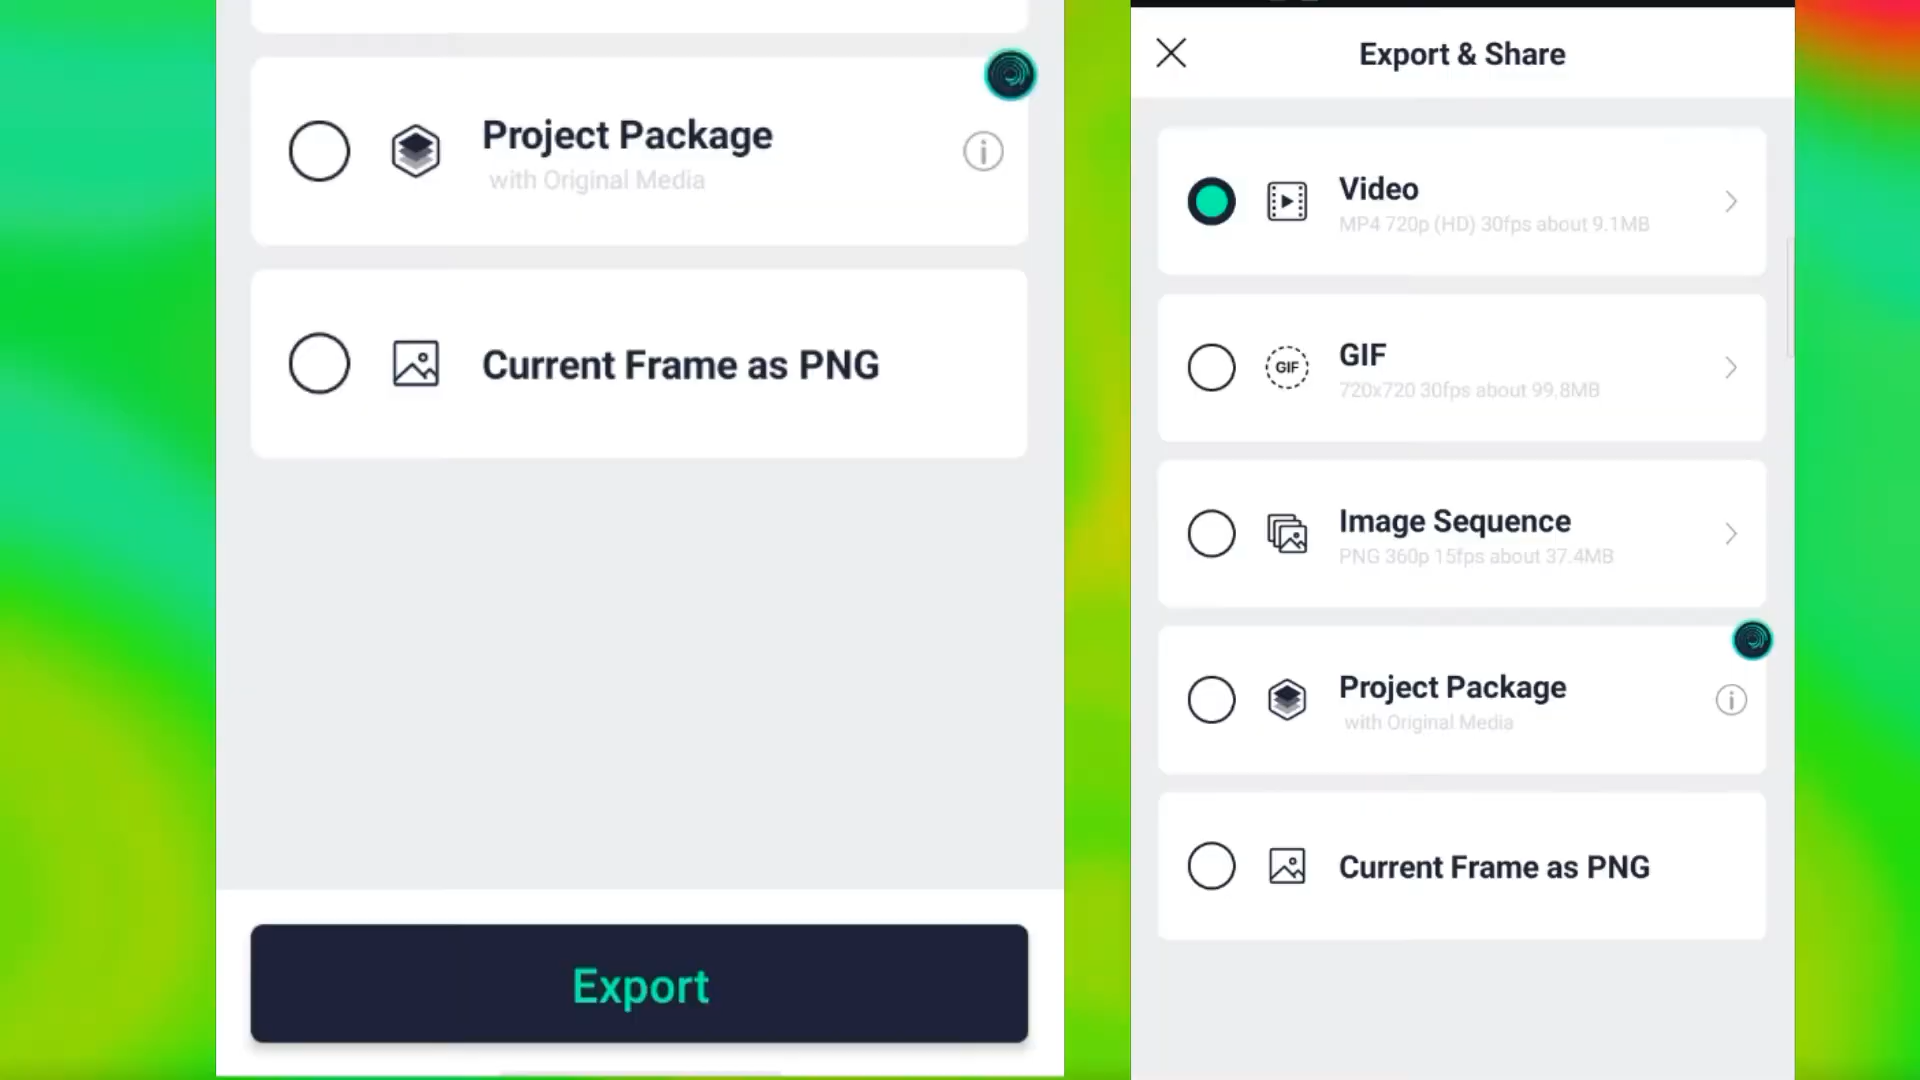 Project Package
with Original Media
Current Frame as PNG
Export
Export & Share
Video
MP4 720p (HD) 30fps about 9.1MB
GIF
GIF
720x720 30fps about 99.8MB
Image Sequence
PNG 360p 15fps about 37.4MB
Project Package
with Original Media
Current Frame as PNG